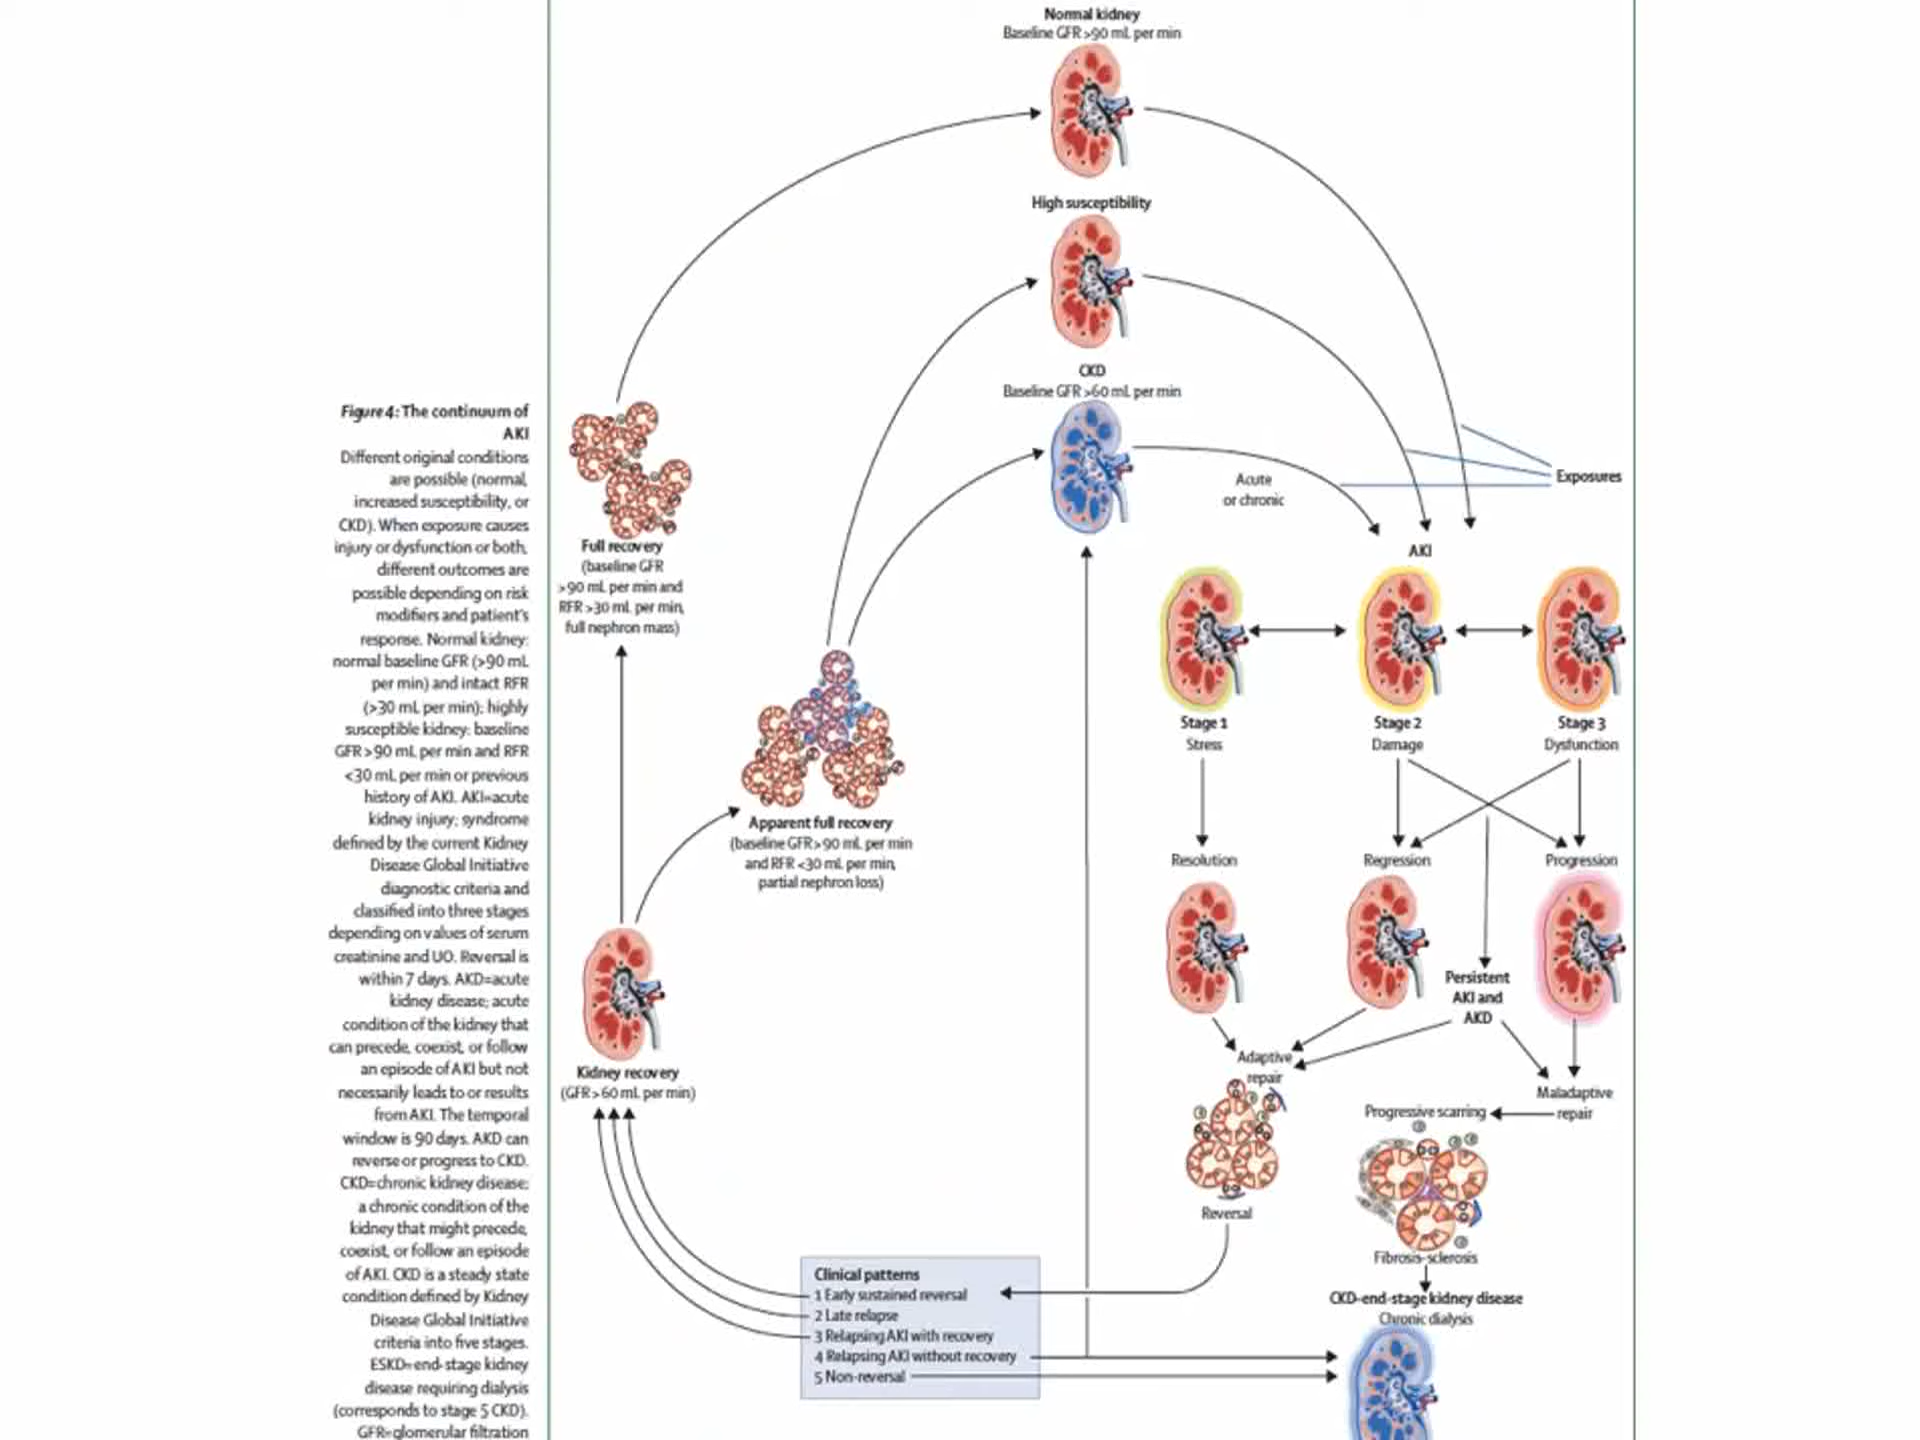 Normal kidney
Baseline GFR >90 mL per min
High susceptibility
CKD
Baseline GFR >60 mL per min
Acute
or chronic
Exposures
AKI
Full recovery
(baseline GFR
>90 mL per min and
RFR >30 mL per min,
full nephron mass)
Stage 1
Stress
Stage 2
Damage
Stage 3
Dysfunction
Apparent full recovery
(baseline GFR>90 mL per min
and RFR <30 mL per min,
partial nephron loss)
Resolution
Regression
Progression
Persistent
AKI and
AKD
Kidney recovery
(GFR>60 mL per min)
Adaptive
repair
Maladaptive
repair
Progressive scarring
Reversal
Fibrosis-sclerosis
CKD-end-stage kidney disease
Chronic dialysis
Clinical patterns
1 Early sustained reversal
2 Late relapse
3 Relapsing AKI with recovery
4 Relapsing AKI without recovery
5 Non-reversal
Figure 4: The continuum of
AKI
Different original conditions
are possible (normal,
increased susceptibility, or
CKD). When exposure causes
injury or dysfunction or both,
different outcomes are
possible depending on risk
modifiers and patient's
response. Normal kidney:
normal baseline GFR (>90 mL
per min) and intact RFR
(>30 mL per min); highly
susceptible kidney: baseline
GFR >90 mL per min and RFR
<30 mL per min or previous
history of AKI. AKI=acute
kidney injury; syndrome
defined by the current Kidney
Disease Global Initiative
diagnostic criteria and
classified into three stages
depending on values of serum
creatinine and UO. Reversal is
within 7 days. AKD=acute
kidney disease; acute
condition of the kidney that
can precede, coexist, or follow
an episode of AKI but not
necessarily leads to or results
from AKI. The temporal
window is 90 days. AKD can
reverse or progress to CKD.
CKD=chronic kidney disease;
a chronic condition of the
kidney that might precede,
coexist, or follow an episode
of AKI. CKD is a steady state
condition defined by Kidney
Disease Global Initiative
criteria into five stages.
ESKD=end-stage kidney
disease requiring dialysis
(corresponds to stage 5 CKD).
GFR=glomerular filtration